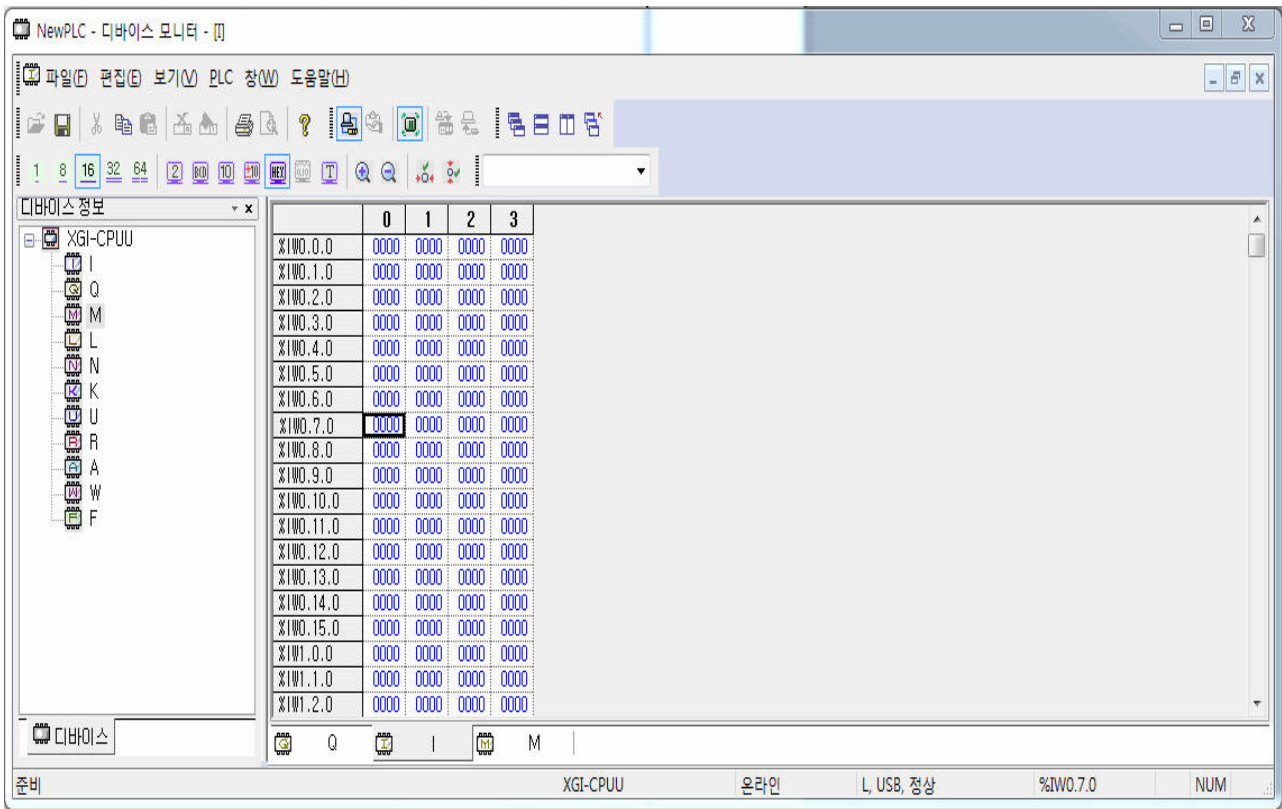 NewPLC - 디바이스 모니터 - [I]
파일(F) 편집(E) 보기(V) PLC 창(W) 도움말(H)
1 8 16 32 64 2 BCD 10 ±10 HEX T
디바이스 정보
XGI-CPUU
I
Q
M
L
N
K
U
R
A
W
F
디바이스
0 1 2 3
%IW0.0.0 0000 0000 0000 0000
%IW0.1.0 0000 0000 0000 0000
%IW0.2.0 0000 0000 0000 0000
%IW0.3.0 0000 0000 0000 0000
%IW0.4.0 0000 0000 0000 0000
%IW0.5.0 0000 0000 0000 0000
%IW0.6.0 0000 0000 0000 0000
%IW0.7.0 0000 0000 0000 0000
%IW0.8.0 0000 0000 0000 0000
%IW0.9.0 0000 0000 0000 0000
%IW0.10.0 0000 0000 0000 0000
%IW0.11.0 0000 0000 0000 0000
%IW0.12.0 0000 0000 0000 0000
%IW0.13.0 0000 0000 0000 0000
%IW0.14.0 0000 0000 0000 0000
%IW0.15.0 0000 0000 0000 0000
%IW1.0.0 0000 0000 0000 0000
%IW1.1.0 0000 0000 0000 0000
%IW1.2.0 0000 0000 0000 0000
Q I M
준비 XGI-CPUU 온라인 L, USB, 정상 %IW0.7.0 NUM